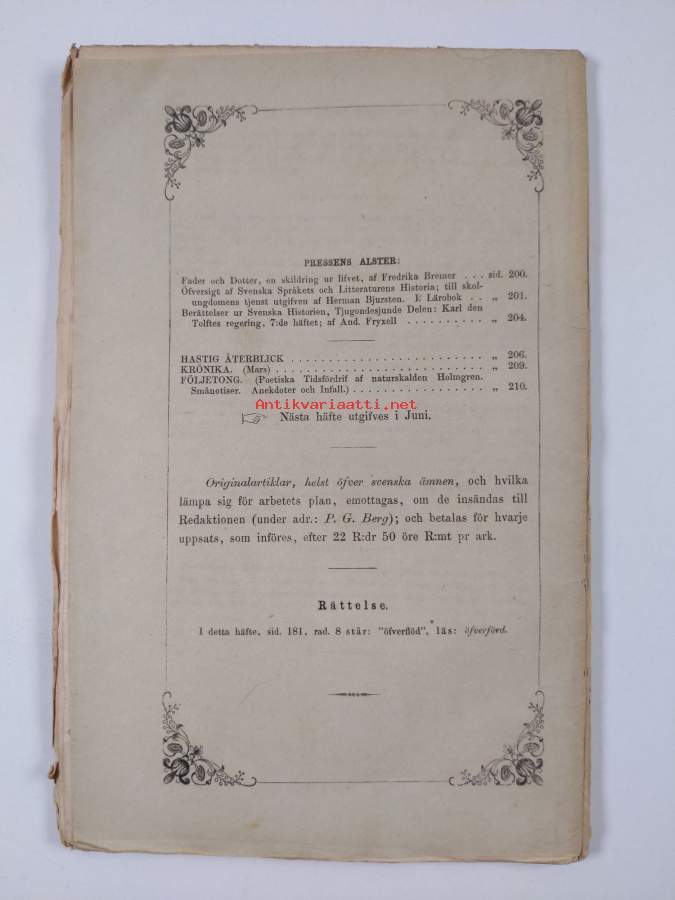 PRESSENS ALSTER:
Fader och Dotter, en skildring ur lifvet, af Fredrika Bremer . . . sid. 200.
Öfversigt af Svenska Språkets och Litteraturens Historia; till skol-
ungdomens tjenst utgifven af Herman Bjursten. I: Lärobok . . „ 201.
Berättelser ur Svenska Historien, Tjugondesjunde Delen: Karl den
Tolftes regering, 7:de häftet; af And. Fryxell . . . . . . . . . . . „ 204.
HASTIG ÅTERBLICK . . . . . . . . . . . . . . . . . . . . . . . . . . . . „ 206.
KRÖNIKA. (Mars) . . . . . . . . . . . . . . . . . . . . . . . . . . . . . . „ 209.
FÖLJETONG. (Poetiska Tidsfördrif af naturskalden Holmgren.
Smånotiser. Anekdoter och Infall.) . . . . . . . . . . . . . . . . . . . „ 210.
Antikvariaatti.net
☞ Nästa häfte utgifves i Juni.
Originalartiklar, helst öfver svenska ämnen, och hvilka
lämpa sig för arbetets plan, emottagas, om de insändas till
Redaktionen (under adr.: P. G. Berg); och betalas för hvarje
uppsats, som införes, efter 22 R:dr 50 öre R:mt pr ark.
Rättelse.
I detta häfte, sid. 181, rad. 8 står: "öfverflöd", läs: öfverförd.